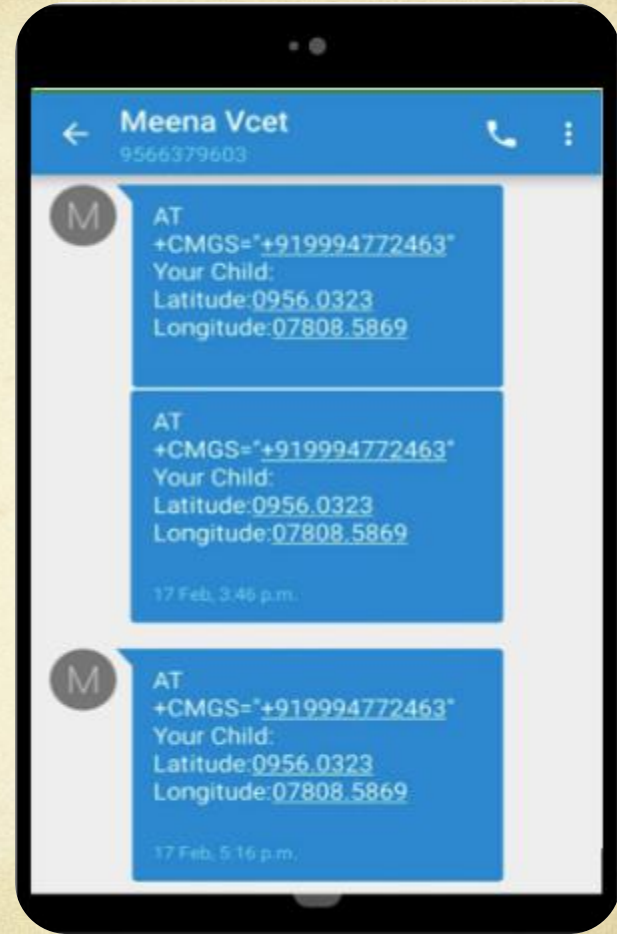 Meena Vcet
9566379603
M
AT
+CMGS="+919994772463"
Your Child:
Latitude:0956.0323
Longitude:07808.5869
AT
+CMGS="+919994772463"
Your Child:
Latitude:0956.0323
Longitude:07808.5869
17 Feb, 3:46 p.m.
M
AT
+CMGS="+919994772463"
Your Child:
Latitude:0956.0323
Longitude:07808.5869
17 Feb, 5:16 p.m.